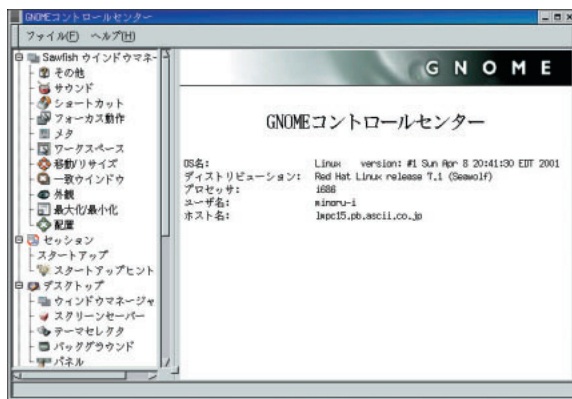 GNOMEコントロールセンター
ファイル(F) ヘルプ(H)
Sawfish ウインドウマネ-
その他
サウンド
ショートカット
フォーカス動作
メタ
ワークスペース
移動/リサイズ
一致ウインドウ
外観
最大化/最小化
配置
セッション
スタートアップ
スタートアップヒント
デスクトップ
ウィンドウマネージャ
スクリーンセーバー
テーマセレクタ
バックグラウンド
パネル
GNOME
GNOMEコントロールセンター
OS名: Linux version: #1 Sun Apr 8 20:41:30 EDT 2001
ディストリビューション: Red Hat Linux release 7.1 (Seawolf)
プロセッサ: i686
ユーザ名: minoru-i
ホスト名: lmpc15.pb.ascii.co.jp